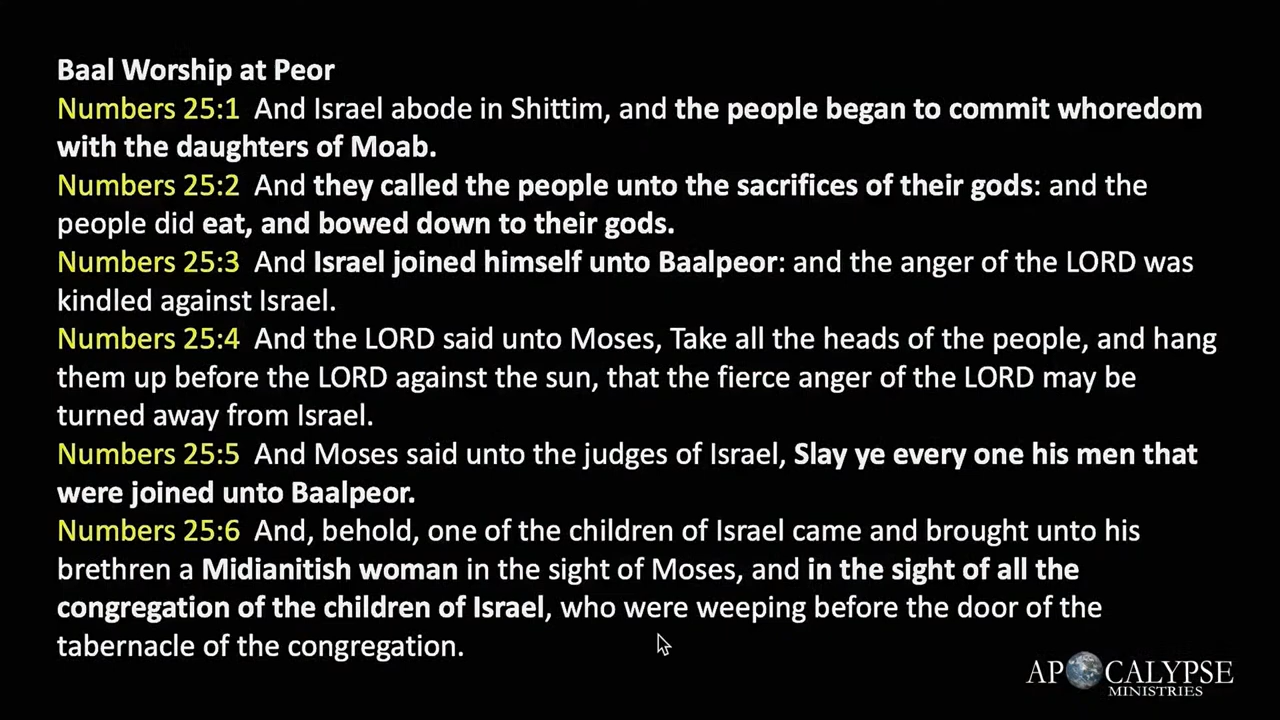 Baal Worship at Peor
Numbers 25:1 And Israel abode in Shittim, and the people began to commit whoredom
with the daughters of Moab.
Numbers 25:2 And they called the people unto the sacrifices of their gods: and the
people did eat, and bowed down to their gods.
Numbers 25:3 And Israel joined himself unto Baalpeor: and the anger of the LORD was
kindled against Israel.
Numbers 25:4 And the LORD said unto Moses, Take all the heads of the people, and hang
them up before the LORD against the sun, that the fierce anger of the LORD may be
turned away from Israel.
Numbers 25:5 And Moses said unto the judges of Israel, Slay ye every one his men that
were joined unto Baalpeor.
Numbers 25:6 And, behold, one of the children of Israel came and brought unto his
brethren a Midianitish woman in the sight of Moses, and in the sight of all the
congregation of the children of Israel, who were weeping before the door of the
tabernacle of the congregation.
APOCALYPSE
MINISTRIES